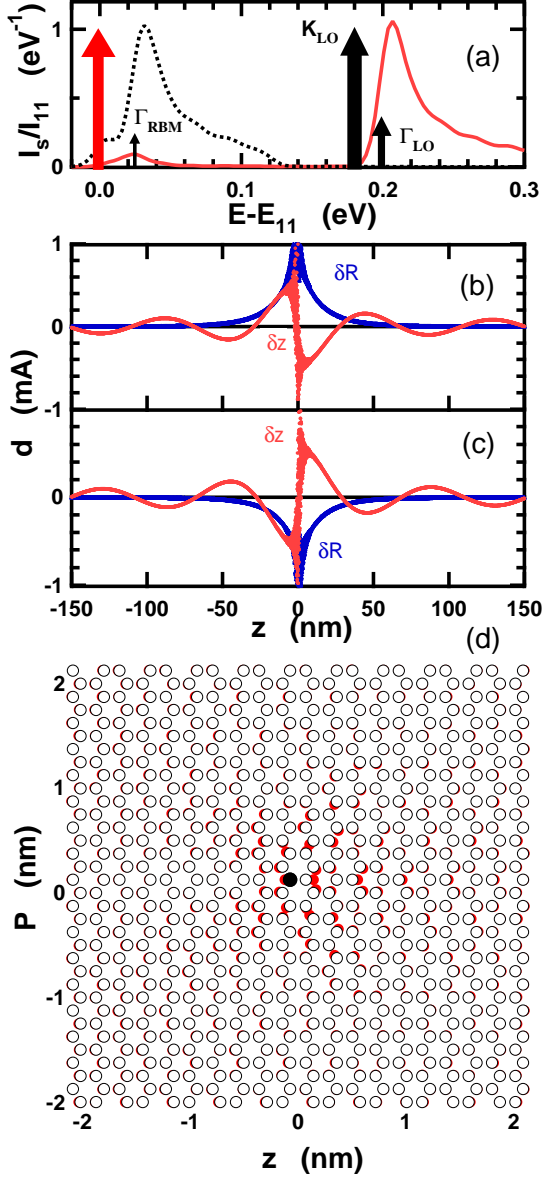 I_S/I_11 (eV^-1)
1
0
K_LO
(a)
Γ_RBM
Γ_LO
0.0 0.1 0.2 0.3
E-E_11 (eV)
1
δR
(b)
δz
0
d (mA)
-1
δz
(c)
0
δR
-1
-150 -100 -50 0 50 100 150
z (nm)
(d)
2
1
P (nm)
0
-1
-2
-2 -1 0 1 2
z (nm)